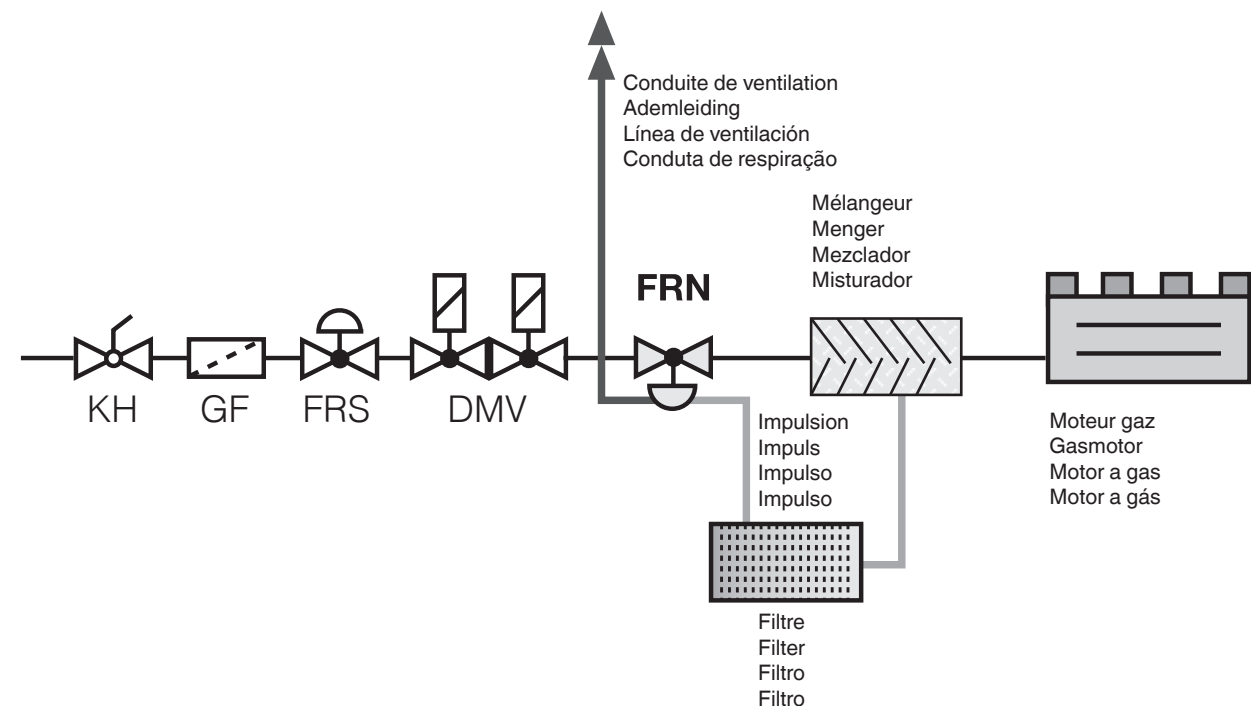 Conduite de ventilation
Ademleiding
Línea de ventilación
Conduta de respiração
Mélangeur
Menger
Mezclador
Misturador
FRN
KH
GF
FRS
DMV
Impulsion
Impuls
Impulso
Impulso
Moteur gaz
Gasmotor
Motor a gas
Motor a gás
Filtre
Filter
Filtro
Filtro